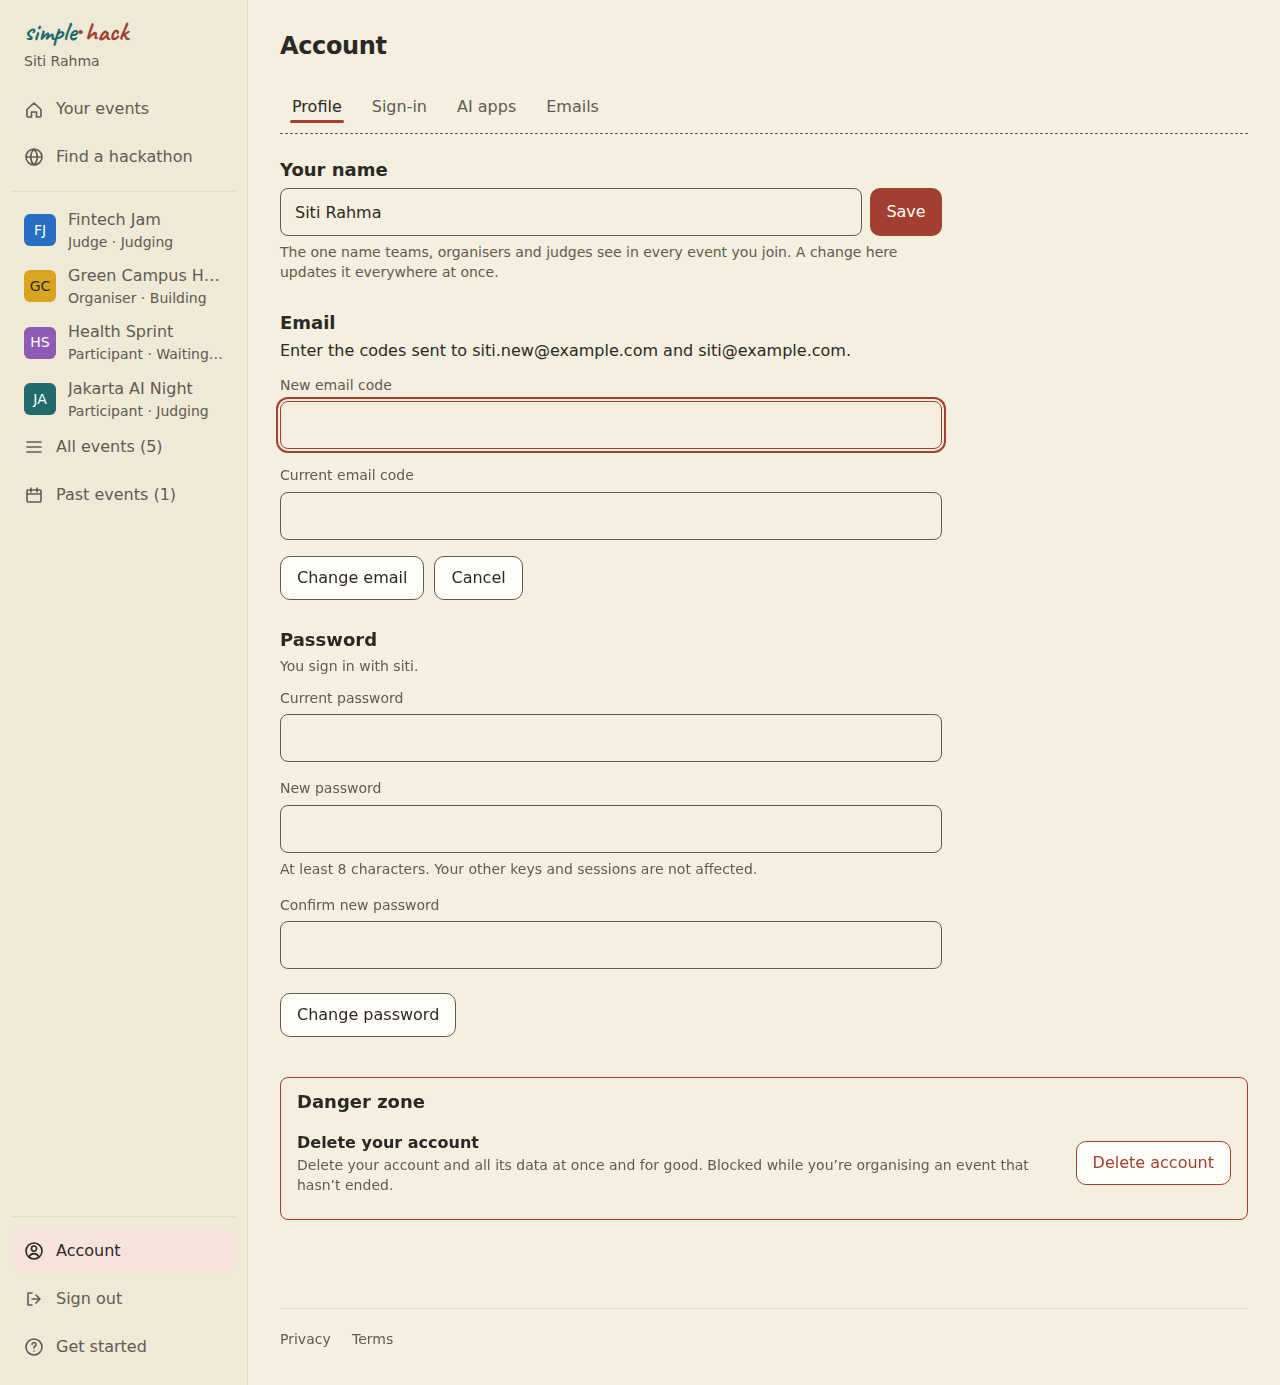 simple·hack
Siti Rahma
Your events
Find a hackathon
FJ
Fintech Jam
Judge · Judging
GC
Green Campus H…
Organiser · Building
HS
Health Sprint
Participant · Waiting…
JA
Jakarta AI Night
Participant · Judging
All events (5)
Past events (1)
Account
Sign out
Get started
Account
Profile
Sign-in
AI apps
Emails
Your name
Siti Rahma
Save
The one name teams, organisers and judges see in every event you join. A change here
updates it everywhere at once.
Email
Enter the codes sent to siti.new@example.com and siti@example.com.
New email code
Current email code
Change email
Cancel
Password
You sign in with siti.
Current password
New password
At least 8 characters. Your other keys and sessions are not affected.
Confirm new password
Change password
Danger zone
Delete your account
Delete your account and all its data at once and for good. Blocked while you’re organising an event that
hasn’t ended.
Delete account
Privacy
Terms